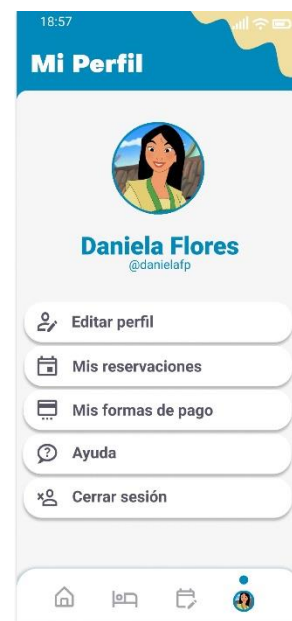 18:57
Mi Perfil
Daniela Flores
@danielafp
Editar perfil
Mis reservaciones
Mis formas de pago
Ayuda
Cerrar sesión